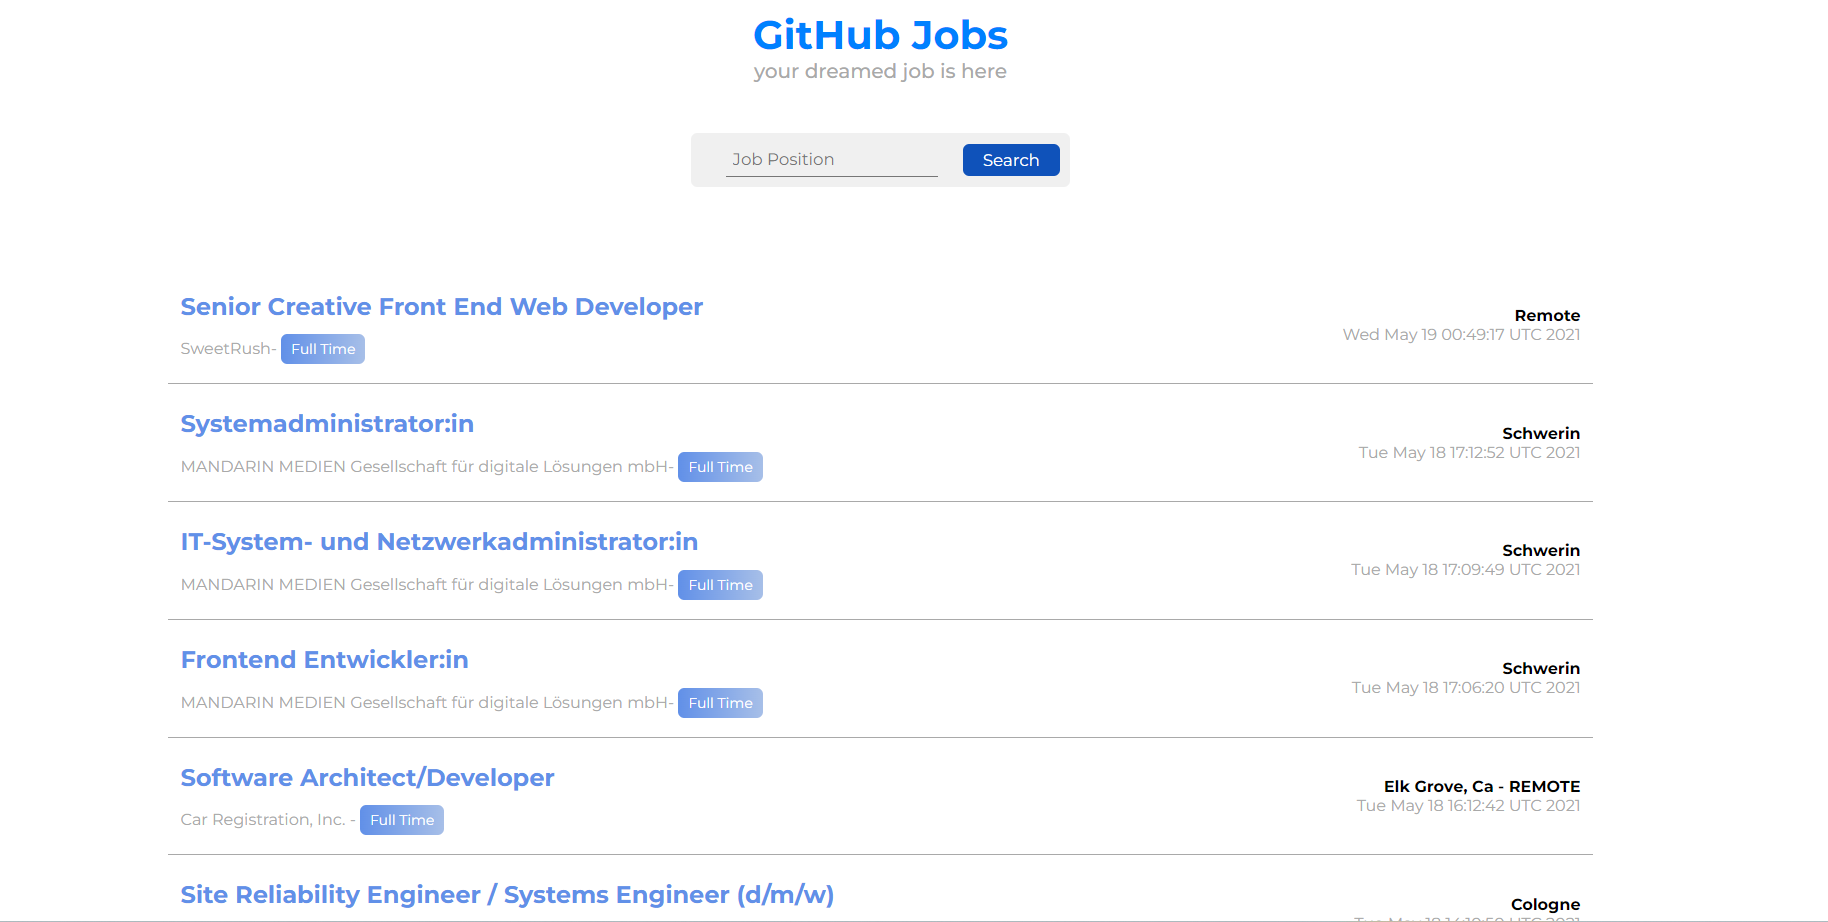 GitHub Jobs
your dreamed job is here
Job Position
Search
Senior Creative Front End Web Developer
SweetRush- Full Time
Remote
Wed May 19 00:49:17 UTC 2021
Systemadministrator:in
MANDARIN MEDIEN Gesellschaft für digitale Lösungen mbH- Full Time
Schwerin
Tue May 18 17:12:52 UTC 2021
IT-System- und Netzwerkadministrator:in
MANDARIN MEDIEN Gesellschaft für digitale Lösungen mbH- Full Time
Schwerin
Tue May 18 17:09:49 UTC 2021
Frontend Entwickler:in
MANDARIN MEDIEN Gesellschaft für digitale Lösungen mbH- Full Time
Schwerin
Tue May 18 17:06:20 UTC 2021
Software Architect/Developer
Car Registration, Inc. - Full Time
Elk Grove, Ca - REMOTE
Tue May 18 16:12:42 UTC 2021
Site Reliability Engineer / Systems Engineer (d/m/w)
Cologne